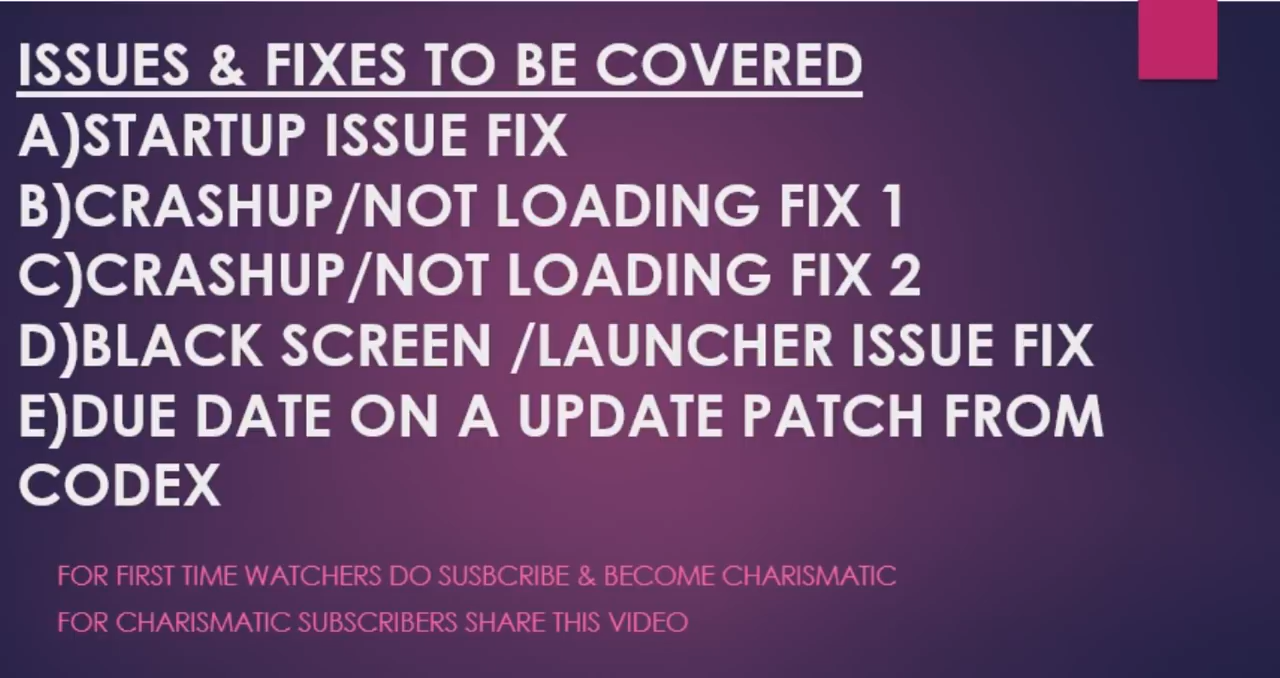 ISSUES & FIXES TO BE COVERED
A)STARTUP ISSUE FIX
B)CRASHUP/NOT LOADING FIX 1
C)CRASHUP/NOT LOADING FIX 2
D)BLACK SCREEN /LAUNCHER ISSUE FIX
E)DUE DATE ON A UPDATE PATCH FROM
CODEX
FOR FIRST TIME WATCHERS DO SUSBCRIBE & BECOME CHARISMATIC
FOR CHARISMATIC SUBSCRIBERS SHARE THIS VIDEO